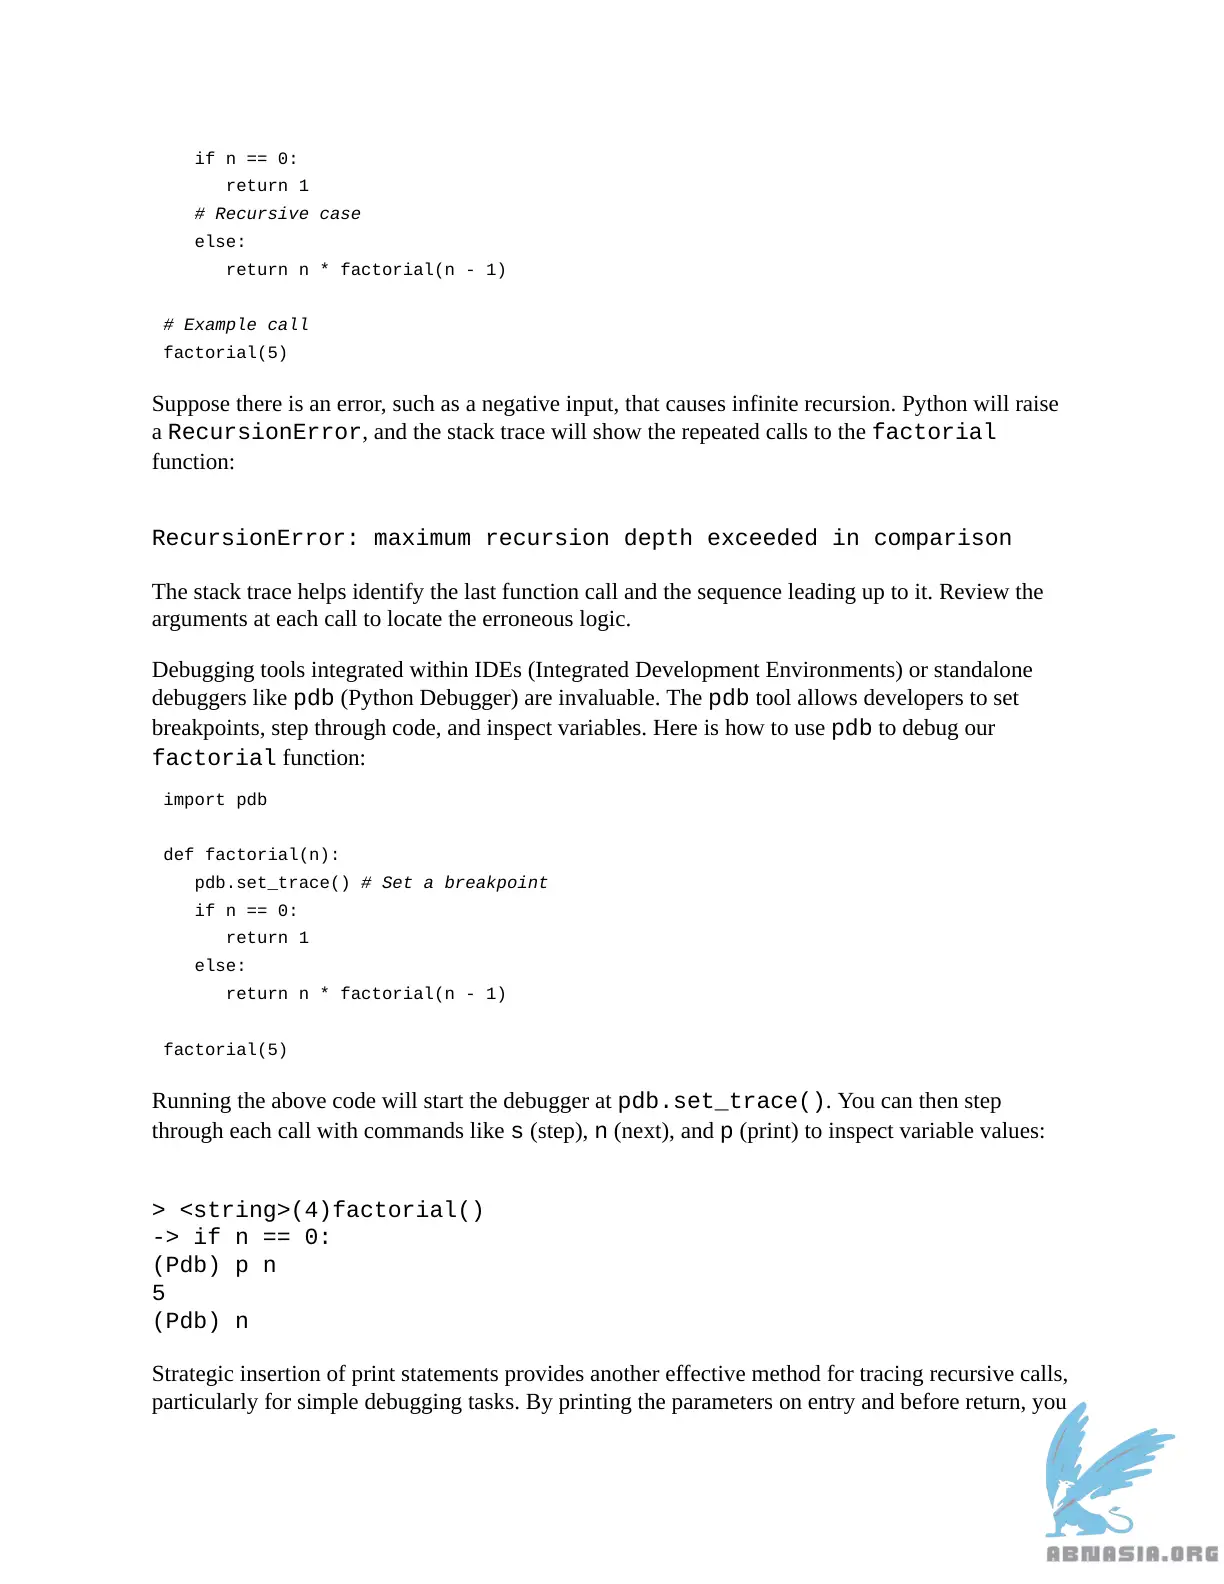 if n == 0:
return 1
# Recursive case
else:
return n * factorial(n - 1)
# Example call
factorial(5)
Suppose there is an error, such as a negative input, that causes infinite recursion. Python will raise
a RecursionError, and the stack trace will show the repeated calls to the factorial
function:
RecursionError: maximum recursion depth exceeded in comparison
The stack trace helps identify the last function call and the sequence leading up to it. Review the
arguments at each call to locate the erroneous logic.
Debugging tools integrated within IDEs (Integrated Development Environments) or standalone
debuggers like pdb (Python Debugger) are invaluable. The pdb tool allows developers to set
breakpoints, step through code, and inspect variables. Here is how to use pdb to debug our
factorial function:
import pdb
def factorial(n):
pdb.set_trace() # Set a breakpoint
if n == 0:
return 1
else:
return n * factorial(n - 1)
factorial(5)
Running the above code will start the debugger at pdb.set_trace(). You can then step
through each call with commands like s (step), n (next), and p (print) to inspect variable values:
> <string>(4)factorial()
-> if n == 0:
(Pdb) p n
5
(Pdb) n
Strategic insertion of print statements provides another effective method for tracing recursive calls,
particularly for simple debugging tasks. By printing the parameters on entry and before return, you
ABNASIA.ORG